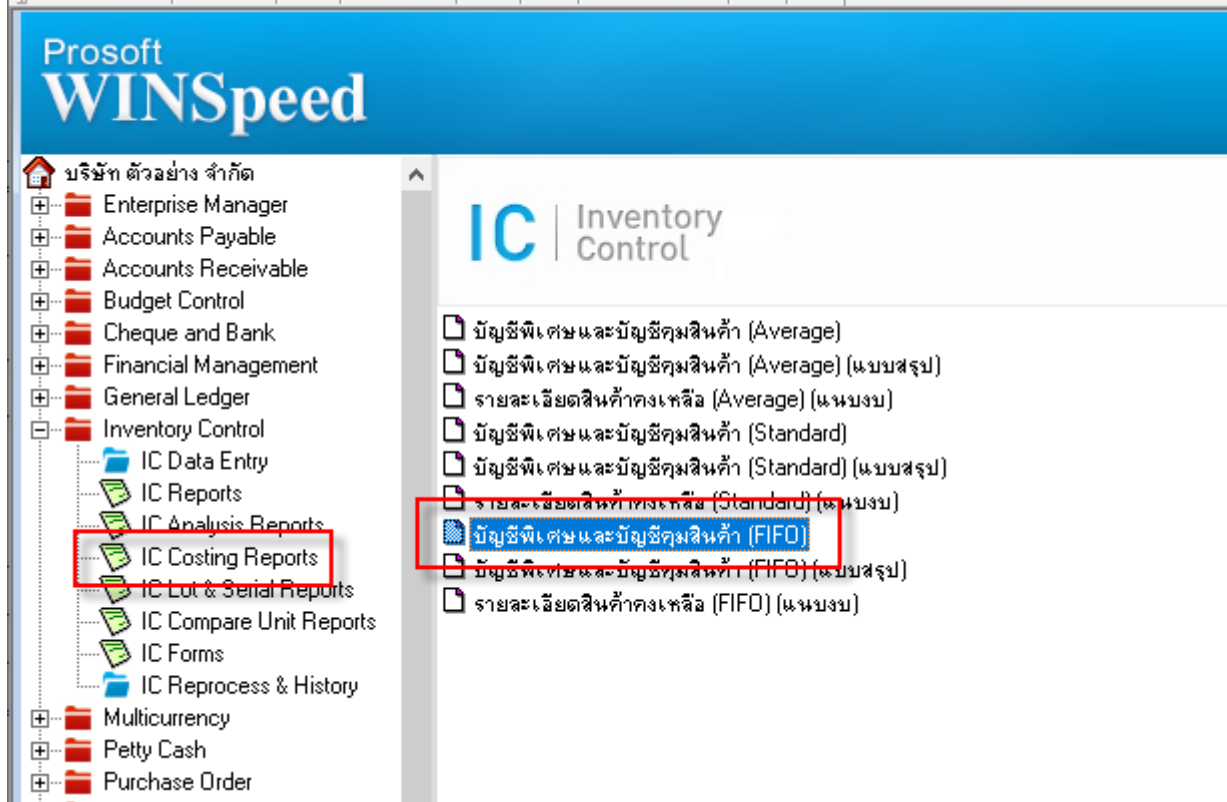 Prosoft
WINSpeed
บริษัท ตัวอย่าง จำกัด
Enterprise Manager
Accounts Payable
Accounts Receivable
Budget Control
Cheque and Bank
Financial Management
General Ledger
Inventory Control
IC Data Entry
IC Reports
IC Analysis Reports
IC Costing Reports
IC Lot & Serial Reports
IC Compare Unit Reports
IC Forms
IC Reprocess & History
Multicurrency
Petty Cash
Purchase Order
IC Inventory
Control
บัญชีพิเศษและบัญชีคุมสินค้า (Average)
บัญชีพิเศษและบัญชีคุมสินค้า (Average) (แบบสรุป)
รายละเอียดสินค้าคงเหลือ (Average) (แนบงบ)
บัญชีพิเศษและบัญชีคุมสินค้า (Standard)
บัญชีพิเศษและบัญชีคุมสินค้า (Standard) (แบบสรุป)
รายละเอียดสินค้าคงเหลือ (Standard) (แนบงบ)
บัญชีพิเศษและบัญชีคุมสินค้า (FIFO)
บัญชีพิเศษและบัญชีคุมสินค้า (FIFO) (แบบสรุป)
รายละเอียดสินค้าคงเหลือ (FIFO) (แนบงบ)